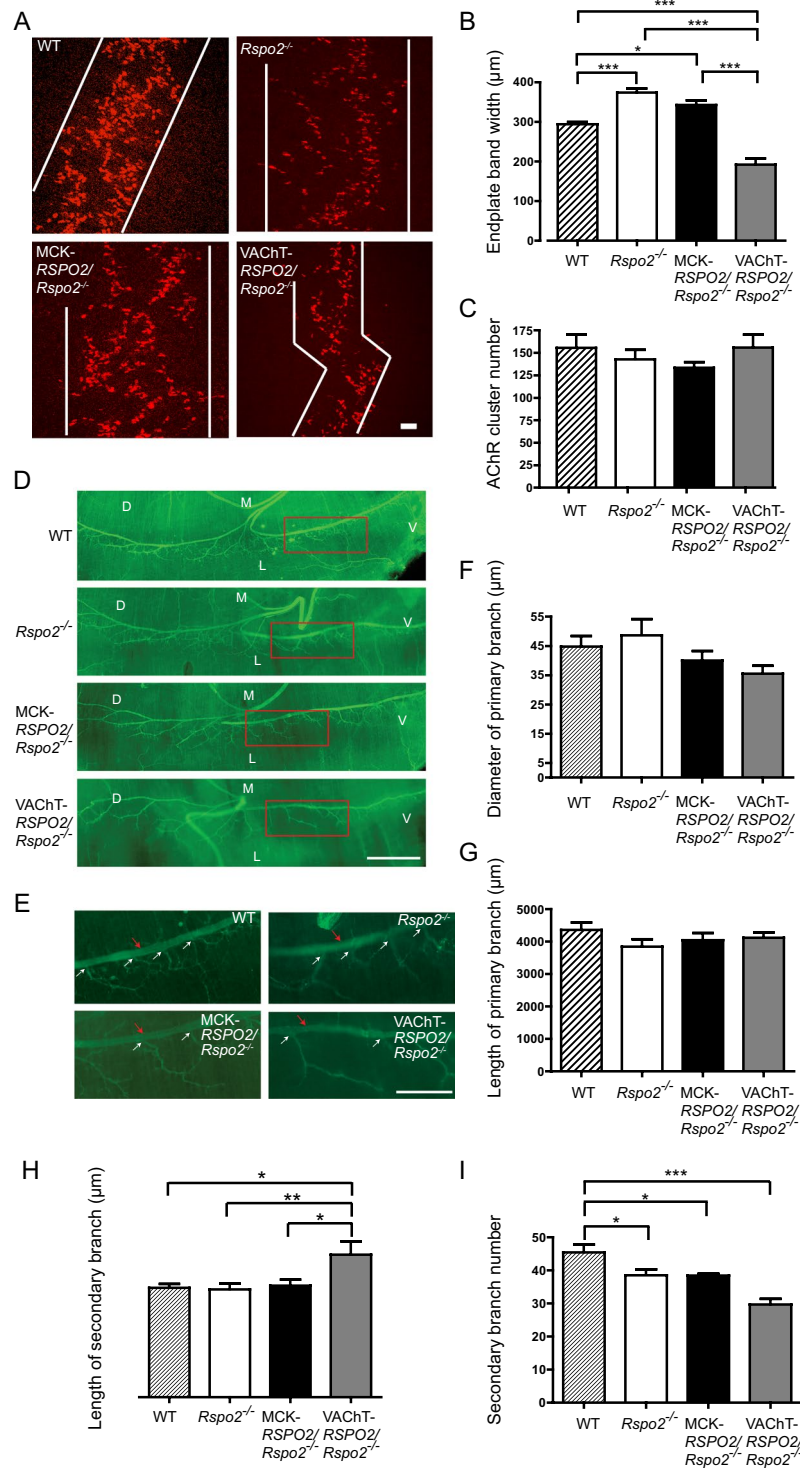 A
WT
Rspo2-/-
MCK-
RSPO2/
Rspo2-/-
VAChT-
RSPO2/
Rspo2-/-
B
***
***
*
***
***
Endplate band width (µm)
400
300
200
100
0
WT
Rspo2-/-
MCK-
RSPO2/
Rspo2-/-
VAChT-
RSPO2/
Rspo2-/-
C
AChR cluster number
175
150
125
100
75
50
25
0
WT
Rspo2-/-
MCK-
RSPO2/
Rspo2-/-
VAChT-
RSPO2/
Rspo2-/-
D
WT
D
M
V
L
Rspo2-/-
D
M
V
L
MCK-
RSPO2/
Rspo2-/-
D
M
V
L
VAChT-
RSPO2/
Rspo2-/-
D
M
V
L
E
WT
Rspo2-/-
MCK-
RSPO2/
Rspo2-/-
VAChT-
RSPO2/
Rspo2-/-
F
Diameter of primary branch (µm)
55
45
35
25
15
5
0
WT
Rspo2-/-
MCK-
RSPO2/
Rspo2-/-
VAChT-
RSPO2/
Rspo2-/-
G
Length of primary branch (µm)
5000
4000
3000
2000
1000
0
WT
Rspo2-/-
MCK-
RSPO2/
Rspo2-/-
VAChT-
RSPO2/
Rspo2-/-
H
*
**
*
Length of secondary branch (µm)
WT
Rspo2-/-
MCK-
RSPO2/
Rspo2-/-
VAChT-
RSPO2/
Rspo2-/-
I
***
*
*
Secondary branch number
50
40
30
20
10
0
WT
Rspo2-/-
MCK-
RSPO2/
Rspo2-/-
VAChT-
RSPO2/
Rspo2-/-